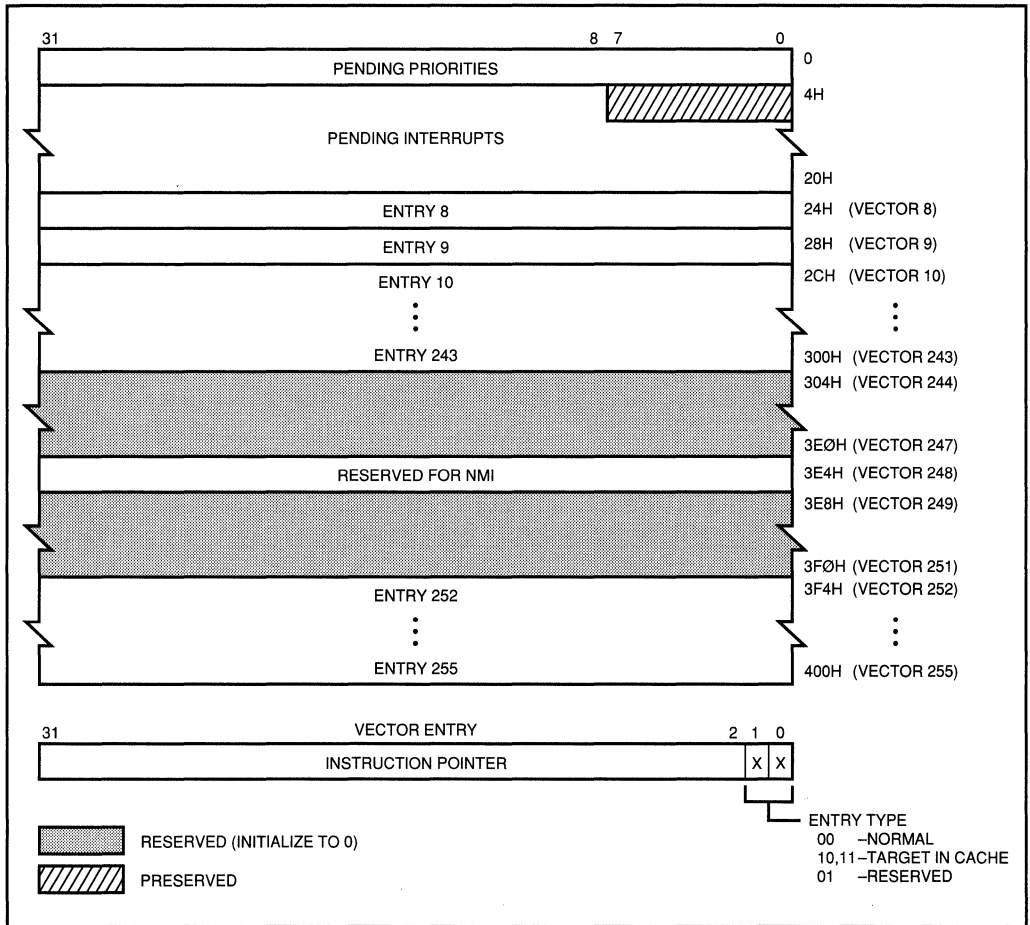 31 8 7 0
PENDING PRIORITIES 0
4H
PENDING INTERRUPTS
20H
ENTRY 8 24H (VECTOR 8)
ENTRY 9 28H (VECTOR 9)
ENTRY 10 2CH (VECTOR 10)
ENTRY 243 300H (VECTOR 243)
304H (VECTOR 244)
3EØH (VECTOR 247)
RESERVED FOR NMI 3E4H (VECTOR 248)
3E8H (VECTOR 249)
3FØH (VECTOR 251)
ENTRY 252 3F4H (VECTOR 252)
ENTRY 255 400H (VECTOR 255)
31 VECTOR ENTRY 2 1 0
INSTRUCTION POINTER X X
ENTRY TYPE
00 –NORMAL
10,11–TARGET IN CACHE
01 –RESERVED
RESERVED (INITIALIZE TO 0)
PRESERVED